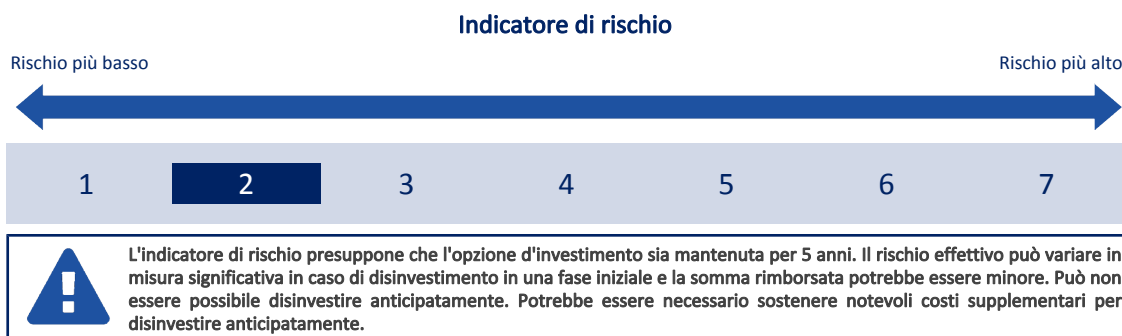 Indicatore di rischio
Rischio più basso
Rischio più alto
1 2 3 4 5 6 7
L'indicatore di rischio presuppone che l'opzione d'investimento sia mantenuta per 5 anni. Il rischio effettivo può variare in
misura significativa in caso di disinvestimento in una fase iniziale e la somma rimborsata potrebbe essere minore. Può non
essere possibile disinvestire anticipatamente. Potrebbe essere necessario sostenere notevoli costi supplementari per
disinvestire anticipatamente.